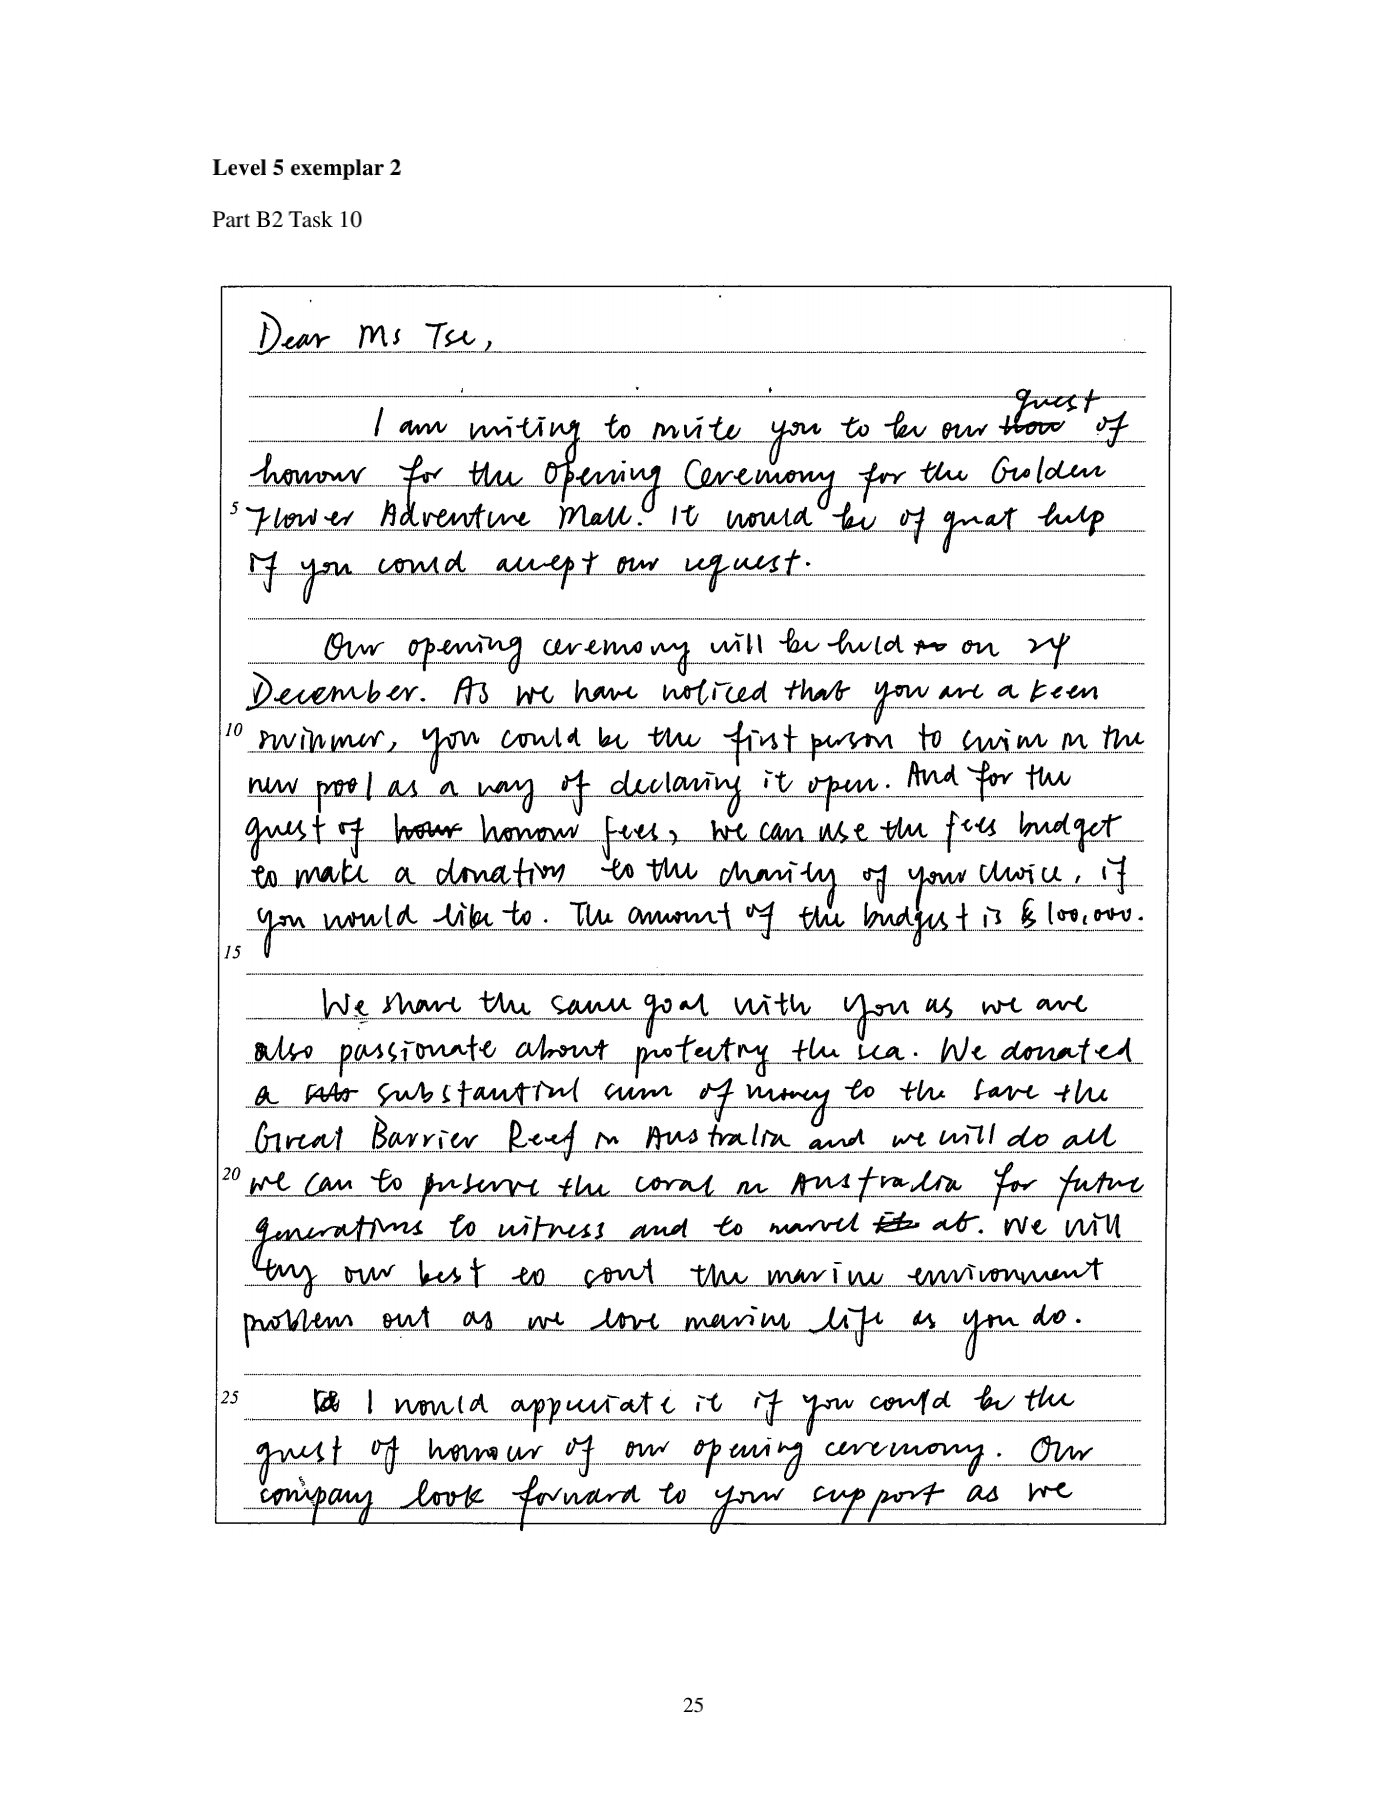 Level 5 exemplar 2
Part B2 Task 10
Dear Ms Tse,
guest
I am writing to invite you to be our of
honour for the Opening Ceremony for the Golden
5 Flower Adventure Mall. It would be of great help
if you could accept our request.
Our opening ceremony will be held on 24
December. As we have noticed that you are a keen
10 swimmer, you could be the first person to swim in the
new pool as a way of declaring it open. And for the
guest of honour fees, we can use the fees budget
to make a donation to the charity of your choice, if
you would like to. The amount of the budget is $100,000.
15
We share the same goal with you as we are
also passionate about protecting the sea. We donated
a substantial sum of money to the Save the
Great Barrier Reef in Australia and we will do all
20 we can to preserve the coral in Australia for future
generations to witness and to marvel at. We will
try our best to sort the marine environment
problem out as we love marine life as you do.
25 I would appreciate it if you could be the
guest of honour of our opening ceremony. Our
company look forward to your support as we
25